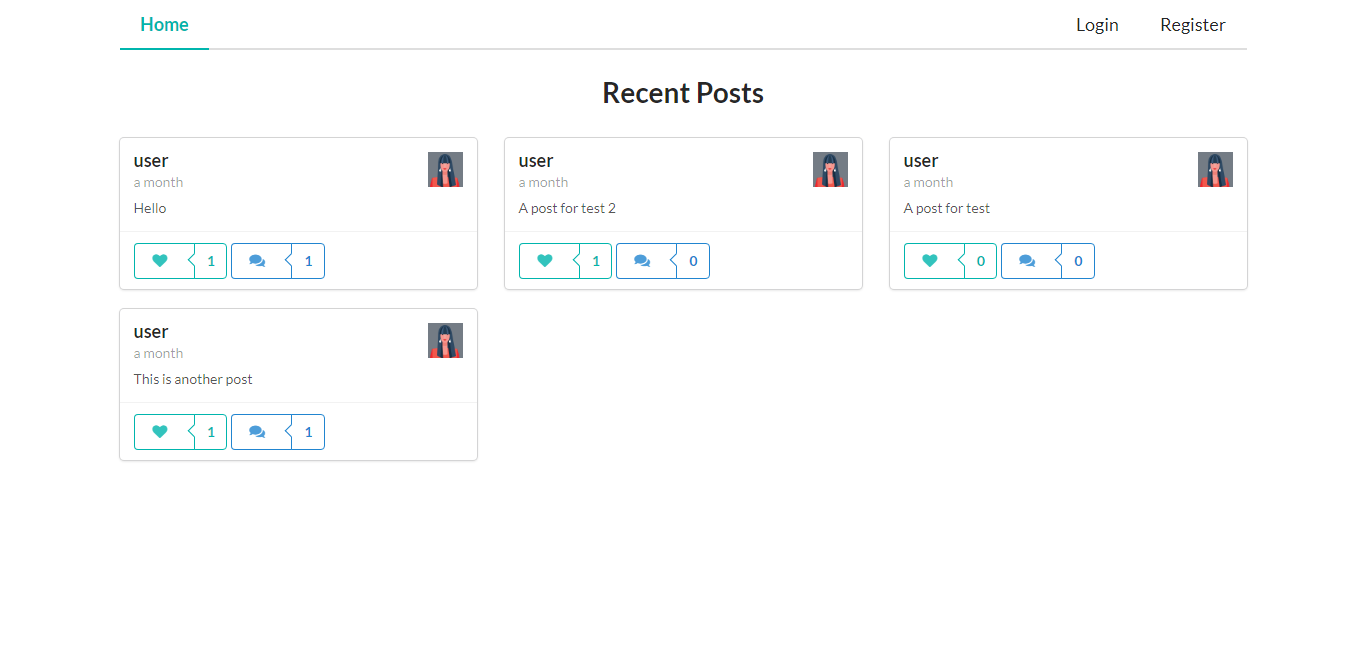 Home Login Register
Recent Posts
user
a month
Hello
1 1
user
a month
A post for test 2
1 0
user
a month
A post for test
0 0
user
a month
This is another post
1 1